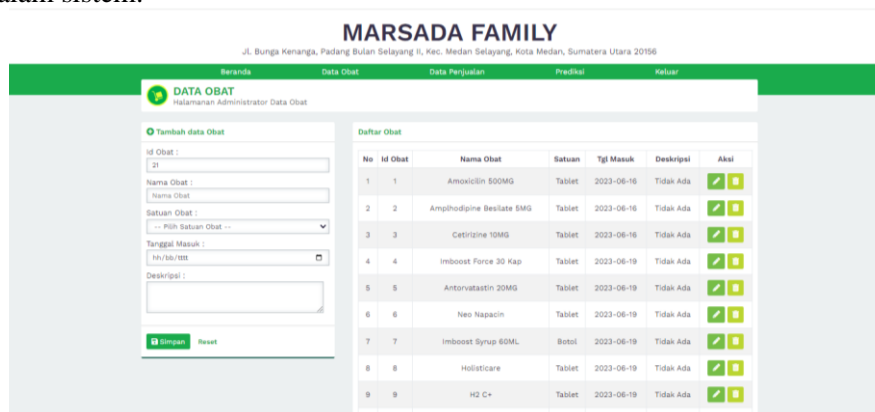 dalam sistem.
MARSADA FAMILY
Jl. Bunga Kenanga, Padang Bulan Selayang II, Kec. Medan Selayang, Kota Medan, Sumatera Utara 20156
Beranda Data Obat Data Penjualan Prediksi Keluar
DATA OBAT
Halamanan Administrator Data Obat
Tambah data Obat
Id Obat :
21
Nama Obat :
Nama Obat
Satuan Obat :
-- Pilih Satuan Obat --
Tanggal Masuk :
hh/bb/tttt
Deskripsi :
Simpan Reset
Daftar Obat
No Id Obat Nama Obat Satuan Tgl Masuk Deskripsi Aksi
1 1 Amoxicilin 500MG Tablet 2023-06-16 Tidak Ada
2 2 Amplhodipine Besilate 5MG Tablet 2023-06-16 Tidak Ada
3 3 Cetirizine 10MG Tablet 2023-06-16 Tidak Ada
4 4 Imboost Force 30 Kap Tablet 2023-06-19 Tidak Ada
5 5 Antorvatastin 20MG Tablet 2023-06-19 Tidak Ada
6 6 Neo Napacin Tablet 2023-06-19 Tidak Ada
7 7 Imboost Syrup 60ML Botol 2023-06-19 Tidak Ada
8 8 Holisticare Tablet 2023-06-19 Tidak Ada
9 9 H2 C+ Tablet 2023-06-19 Tidak Ada